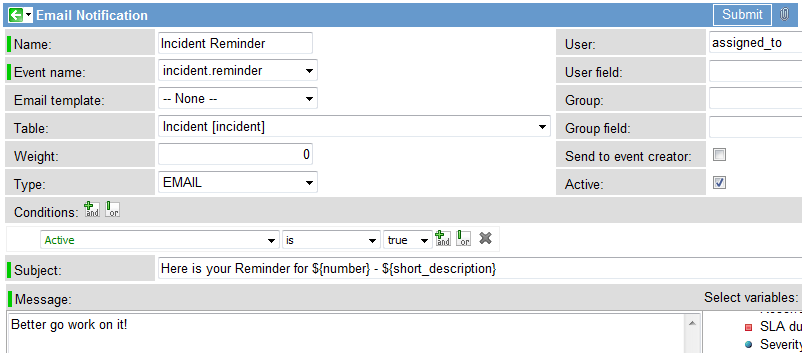 Email Notification Submit
Name: Incident Reminder User: assigned_to
Event name: incident.reminder User field:
Email template: -- None -- Group:
Table: Incident [incident] Group field:
Weight: 0 Send to event creator:
Type: EMAIL Active:
Conditions: and or
Active is true and or
Subject: Here is your Reminder for ${number} - ${short_description}
Message: Select variables:
Better go work on it!
SLA du
Severity